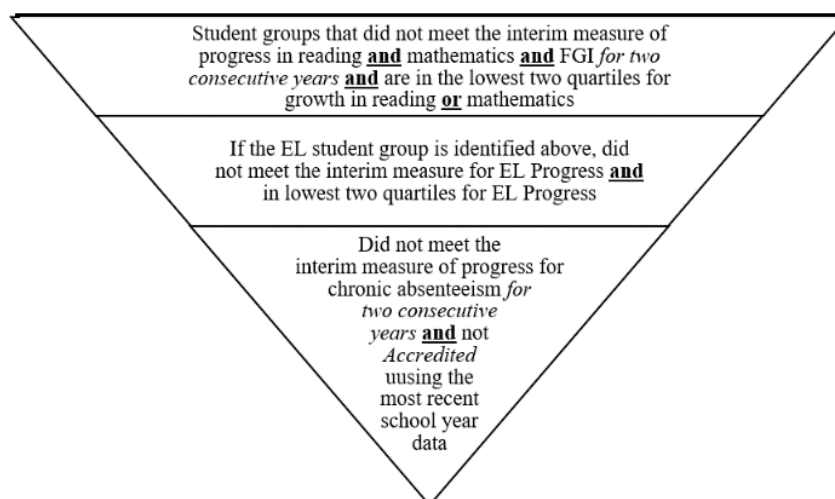 Student groups that did not meet the interim measure of
progress in reading and mathematics and FGI for two
consecutive years and are in the lowest two quartiles for
growth in reading or mathematics
If the EL student group is identified above, did
not meet the interim measure for EL Progress and
in lowest two quartiles for EL Progress
Did not meet the
interim measure of progress for
chronic absenteeism for
two consecutive
years and not
Accredited
uusing the
most recent
school year
data